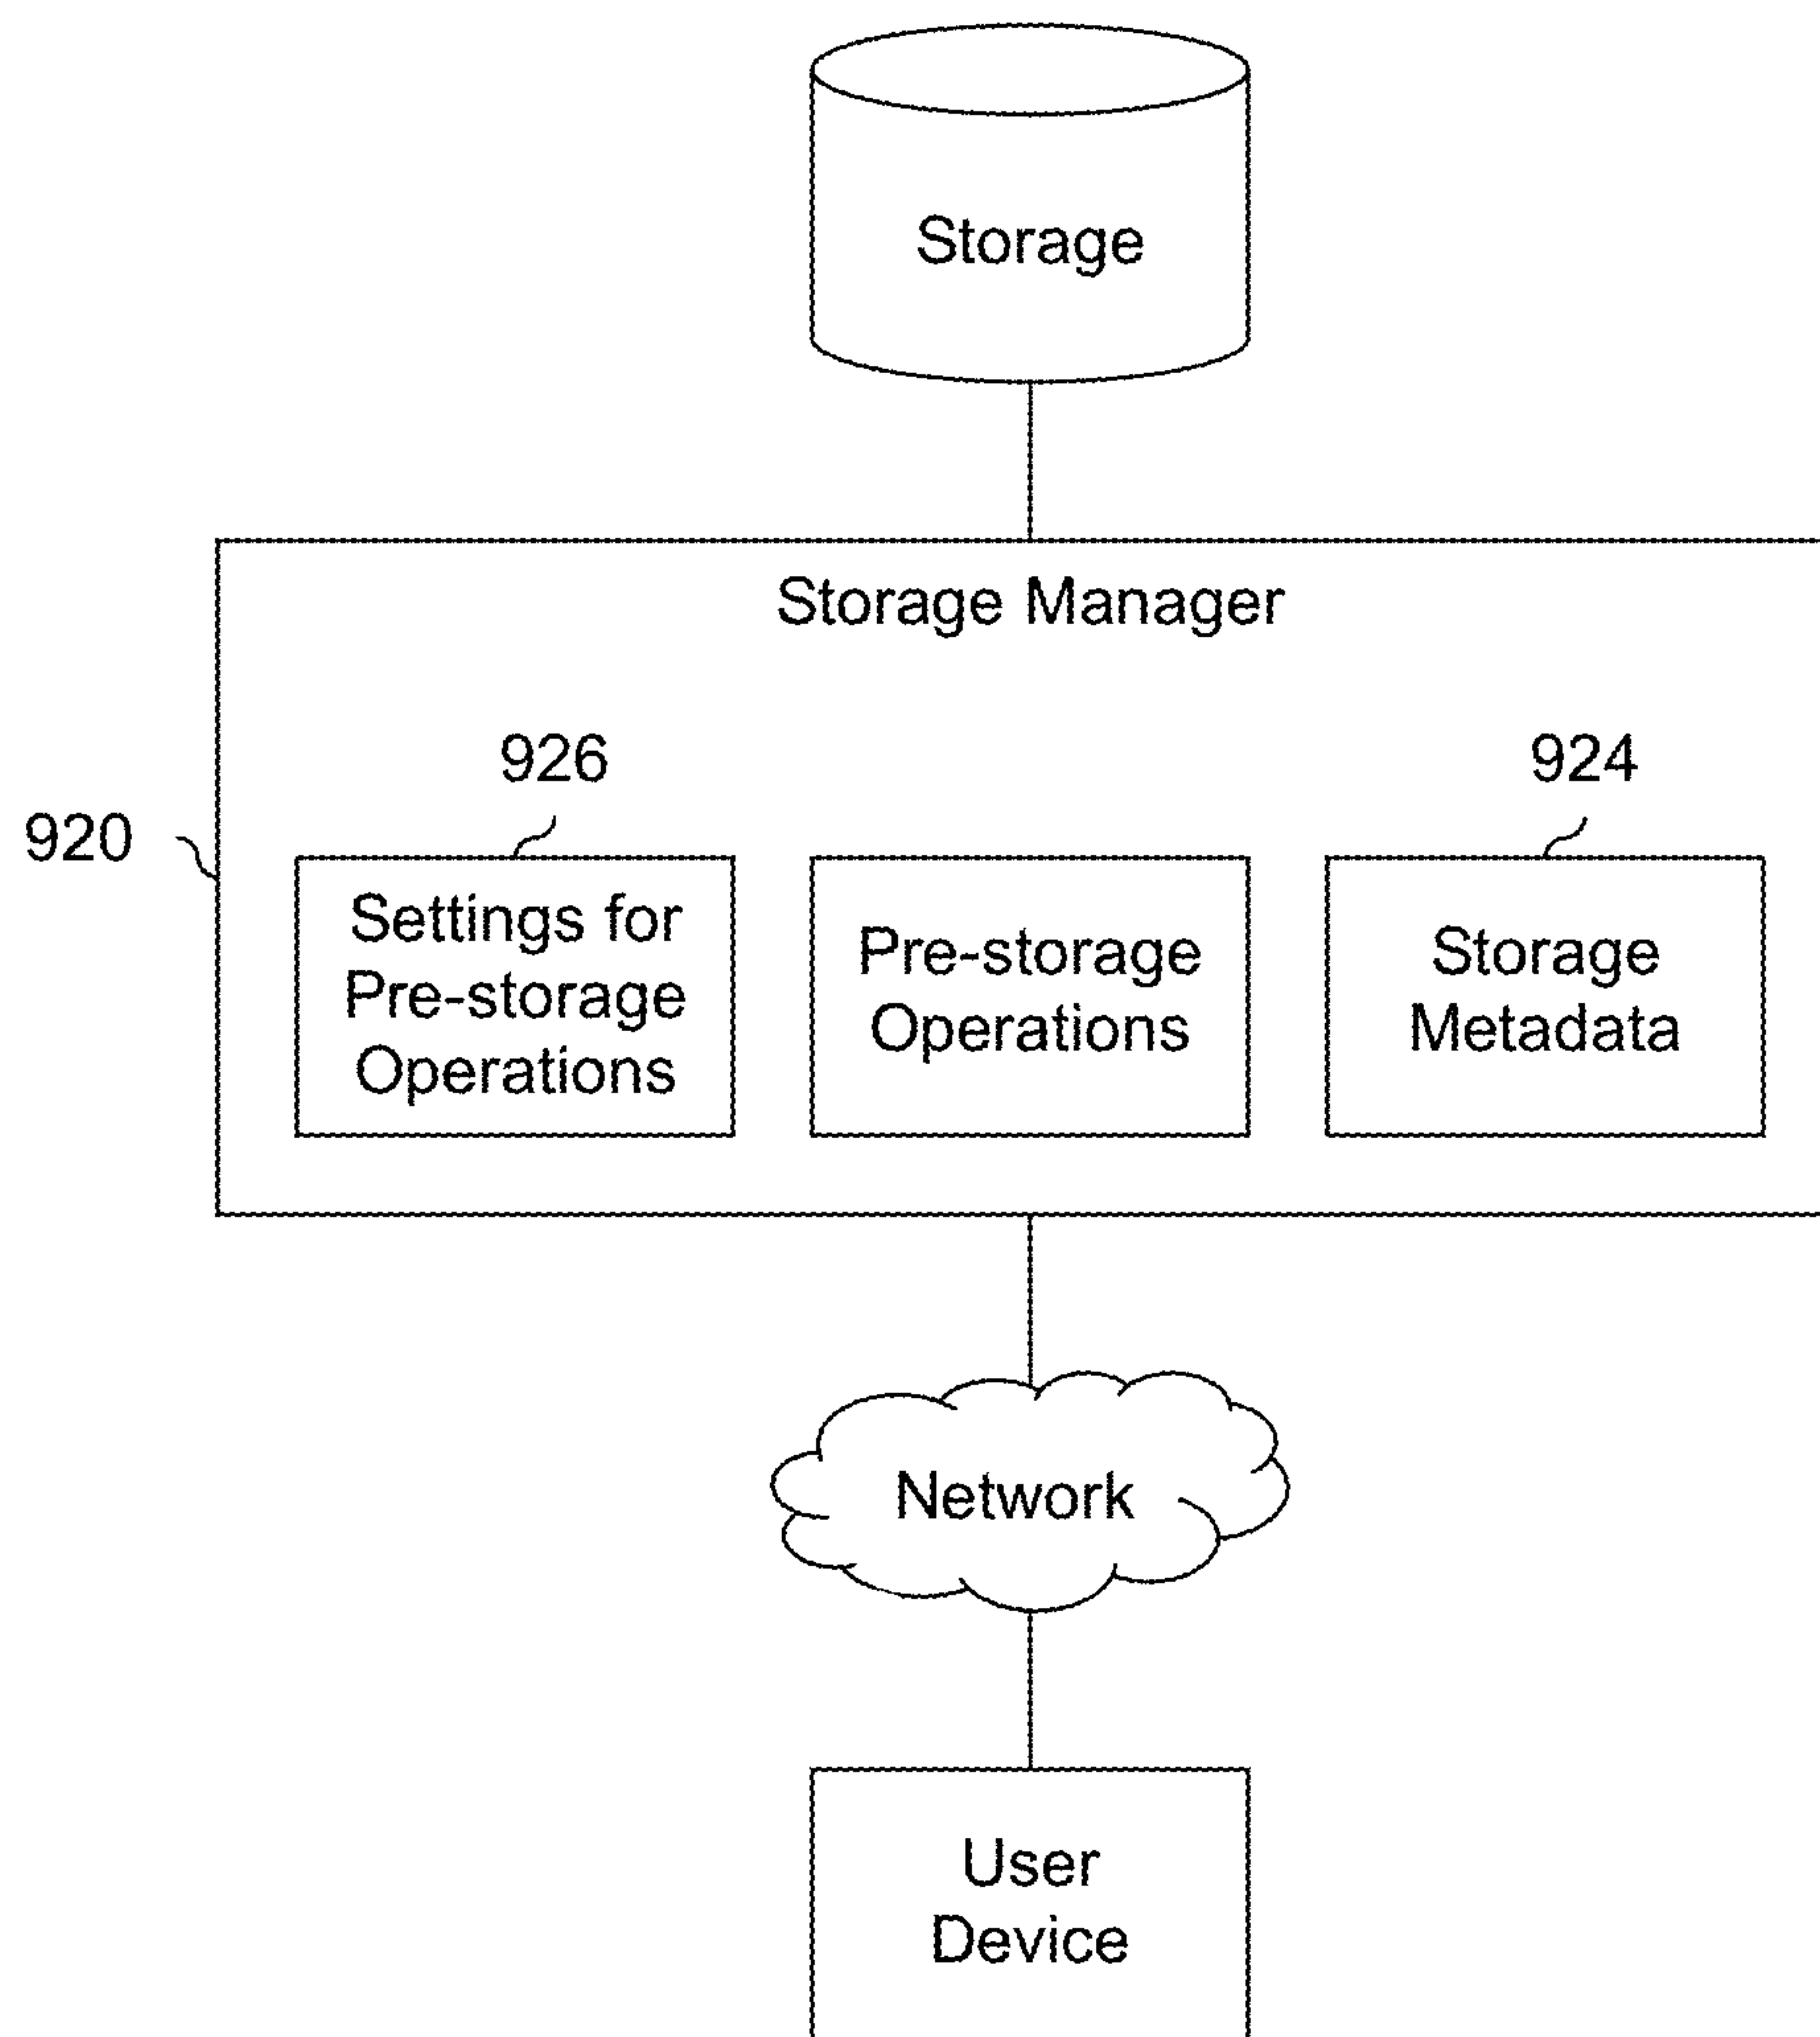 Storage
Storage Manager
926
924
920
Settings for
Pre-storage
Operations
Pre-storage
Operations
Storage
Metadata
Network
User
Device